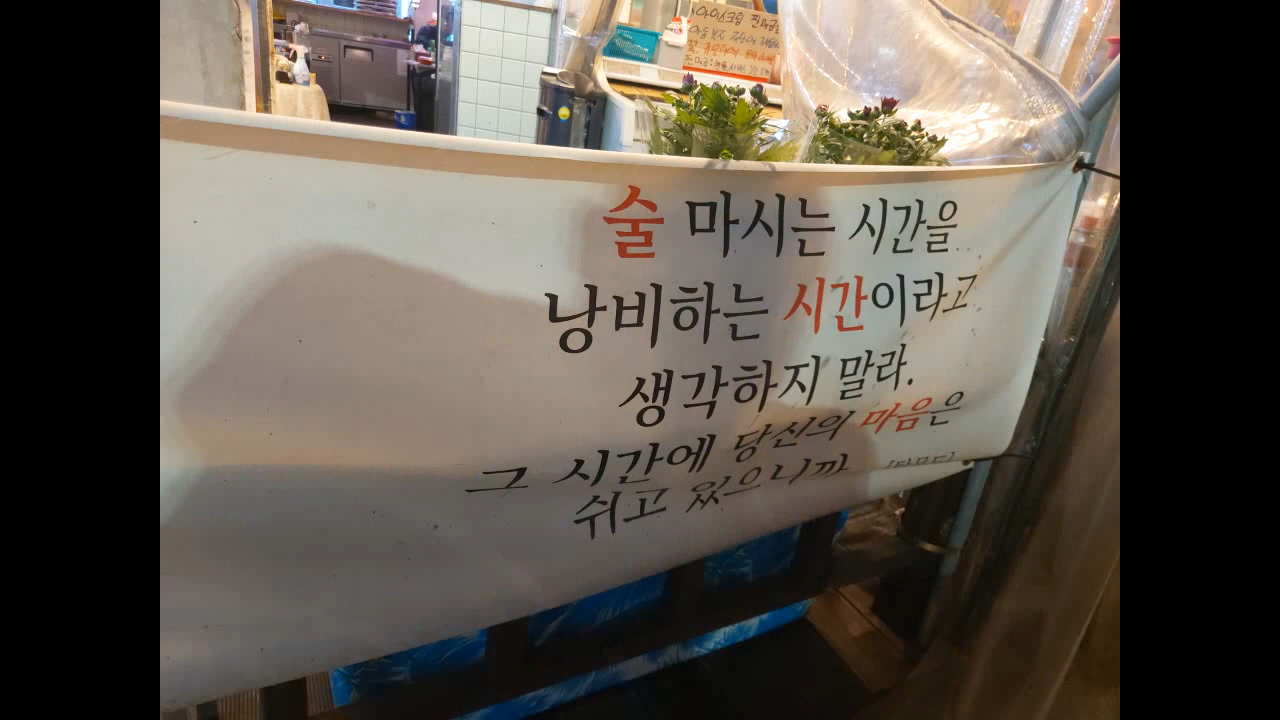 술 마시는 시간을
낭비하는 시간이라고
생각하지 말라.
그 시간에 당신의 마음은
쉬고 있으니까